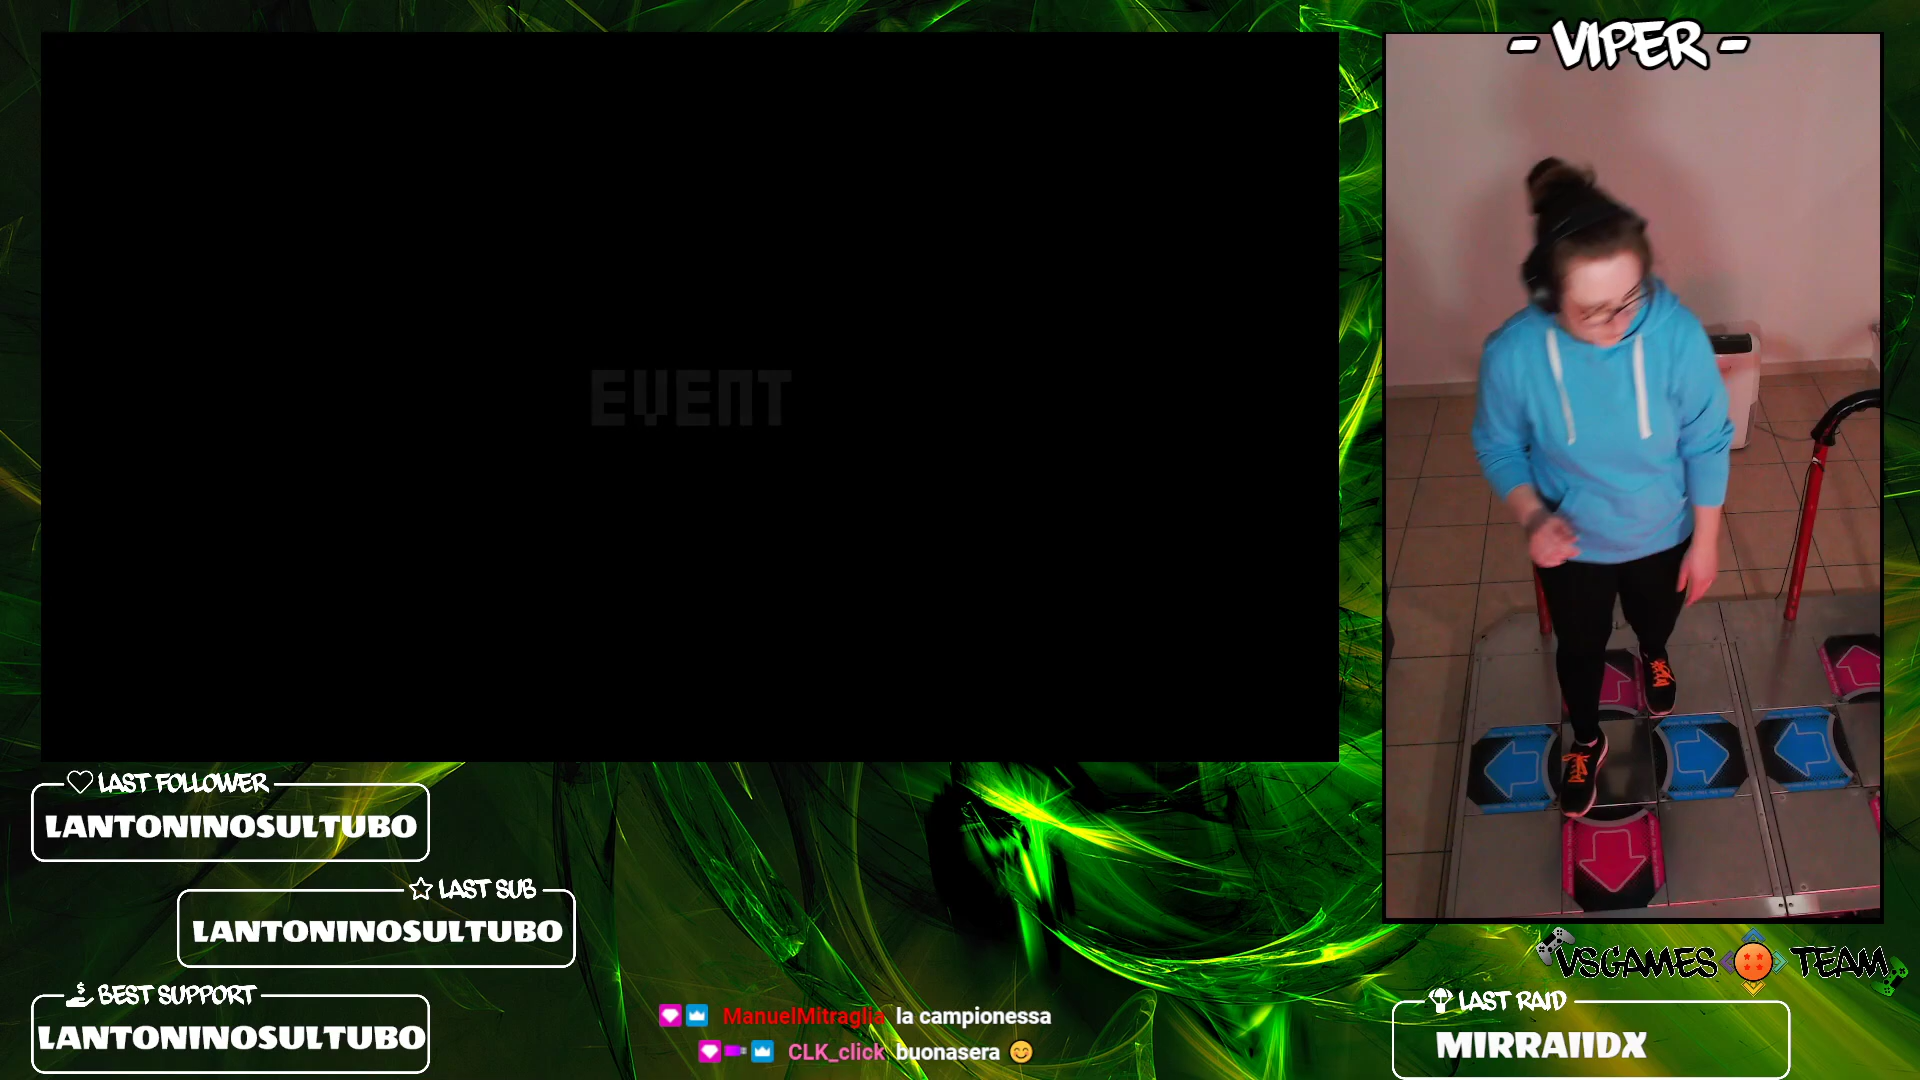 - VIPER -
EVENT
LAST FOLLOWER
LANTONINOSULTUBO
LAST SUB
LANTONINOSULTUBO
BEST SUPPORT
LANTONINOSULTUBO
ManuelMitraglia la campionessa
CLK_click buonasera 😊
VSGAMES TEAM
LAST RAID
MIRRAIIDX